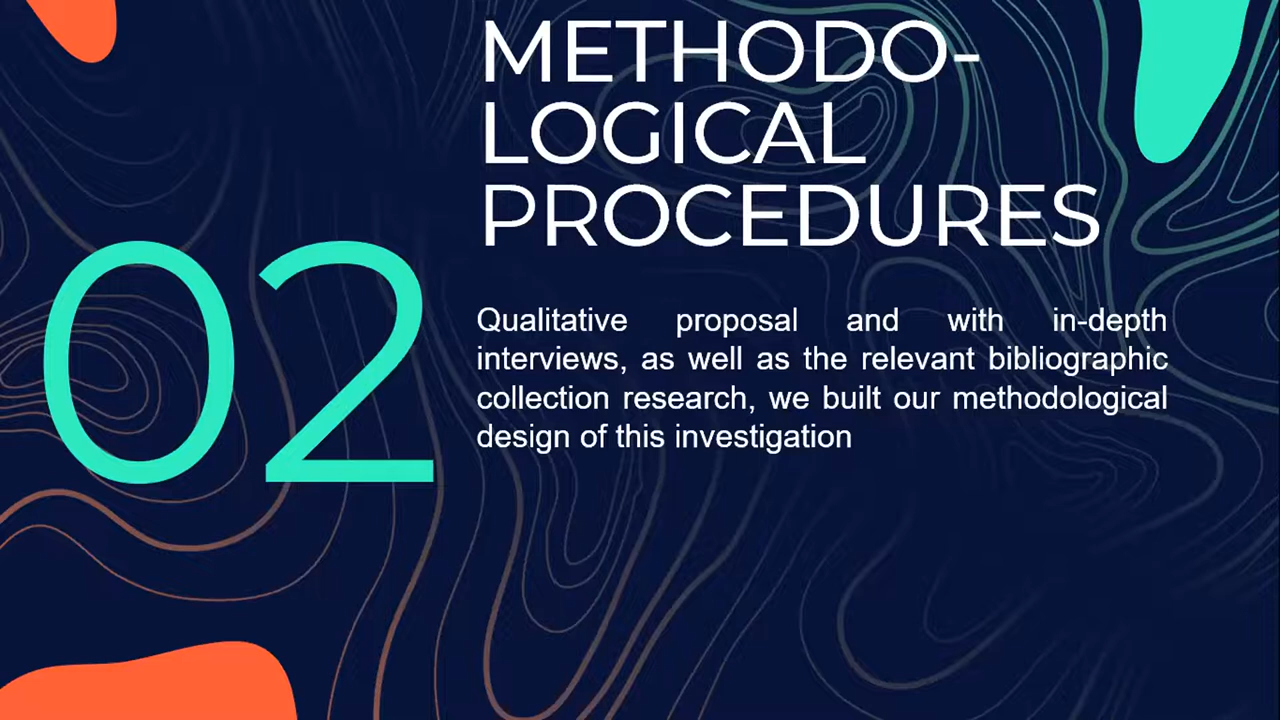 METHODO-
LOGICAL
PROCEDURES
02
Qualitative proposal and with in-depth
interviews, as well as the relevant bibliographic
collection research, we built our methodological
design of this investigation